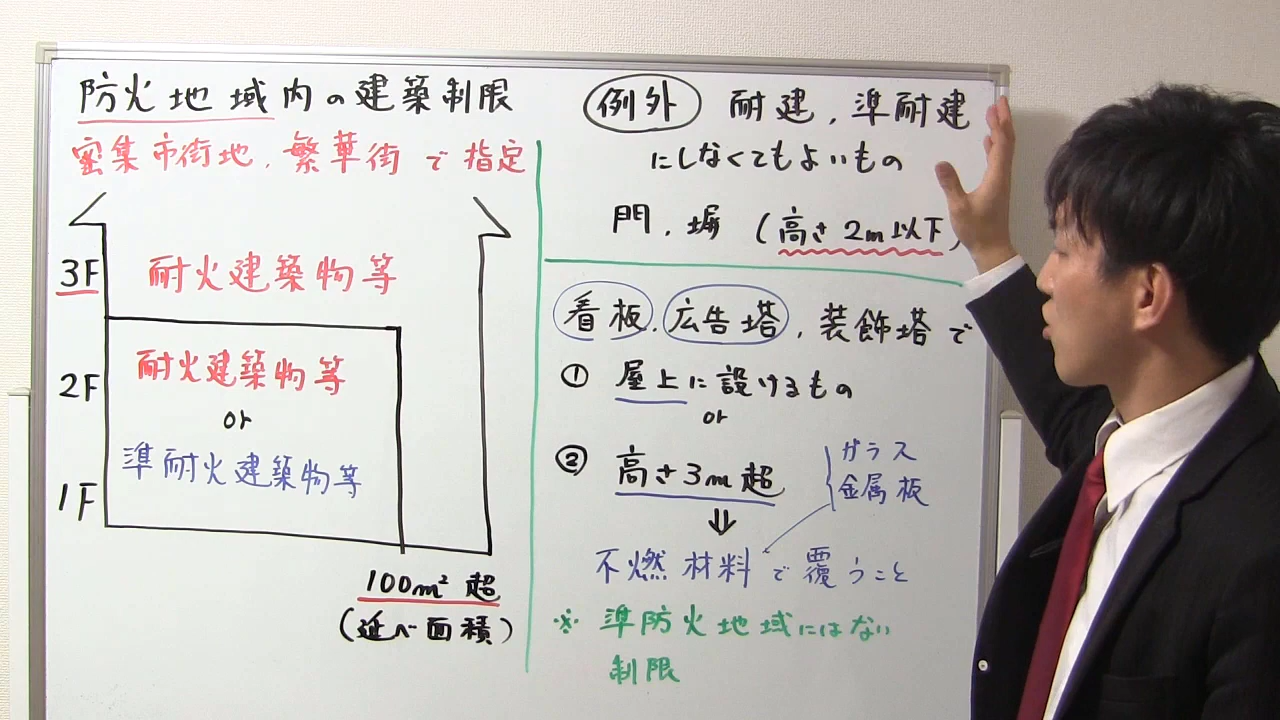 防火地域内の建築制限
密集市街地、繁華街で指定
3F
耐火建築物等
2F
耐火建築物等
or
1F
準耐火建築物等
100m²超
(延べ面積)
例外 耐建、準耐建
にしなくてもよいもの
門、塀 (高さ2m以下)
看板、広告塔、装飾塔で
① 屋上に設けるもの
or
② 高さ3m超
ガラス
金属板
⇓
不燃材料で覆うこと
※ 準防火地域にはない
制限